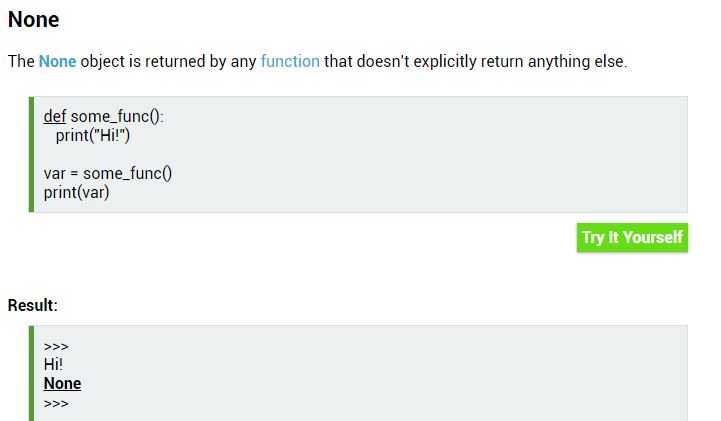 None
The None object is returned by any function that doesn't explicitly return anything else.
def some_func():
print("Hi!")
var = some_func()
print(var)
Try It Yourself
Result:
>>>
Hi!
None
>>>